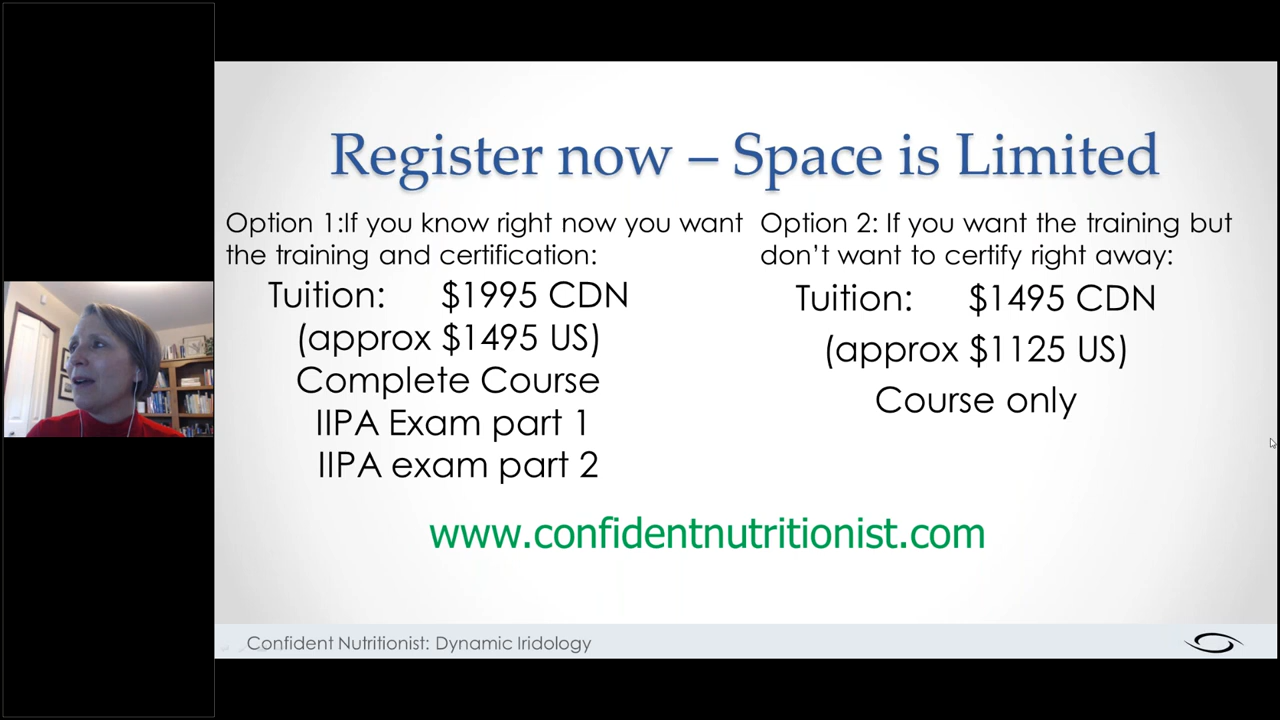 Register now – Space is Limited
Option 1:If you know right now you want
the training and certification:
Tuition: $1995 CDN
(approx $1495 US)
Complete Course
IIPA Exam part 1
IIPA exam part 2
Option 2: If you want the training but
don't want to certify right away:
Tuition: $1495 CDN
(approx $1125 US)
Course only
www.confidentnutritionist.com
Confident Nutritionist: Dynamic Iridology